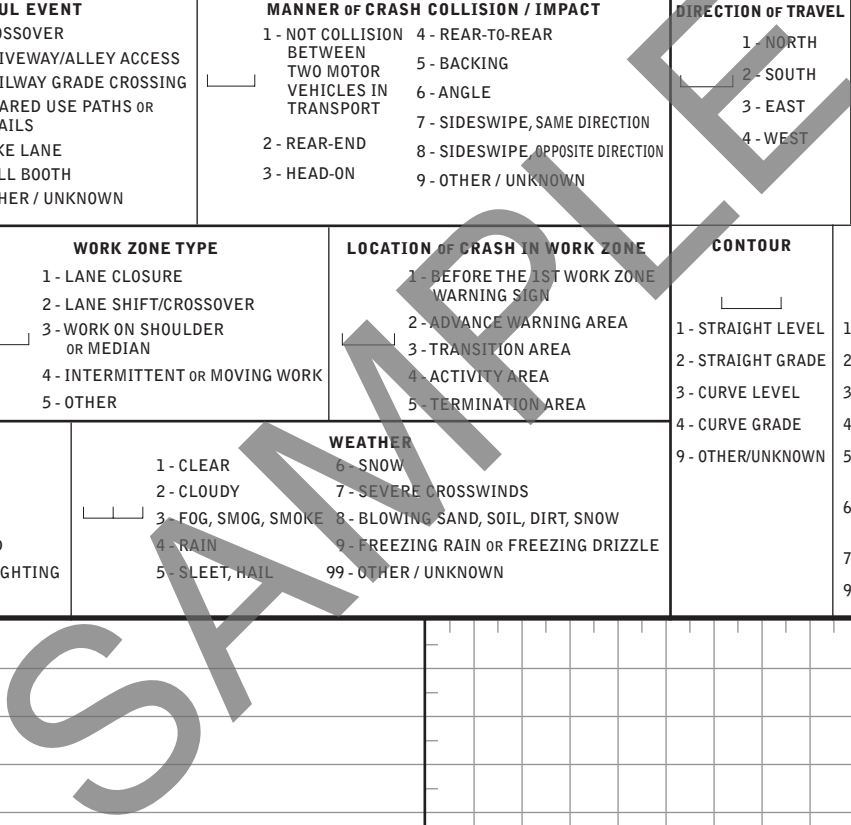 UL EVENT
OSSOVER
IVEWAY/ALLEY ACCESS
ILWAY GRADE CROSSING
ARED USE PATHS OR
AILS
KE LANE
LL BOOTH
HER / UNKNOWN
MANNER OF CRASH COLLISION / IMPACT
1 - NOT COLLISION
BETWEEN
TWO MOTOR
VEHICLES IN
TRANSPORT
2 - REAR-END
3 - HEAD-ON
4 - REAR-TO-REAR
5 - BACKING
6 - ANGLE
7 - SIDESWIPE, SAME DIRECTION
8 - SIDESWIPE, OPPOSITE DIRECTION
9 - OTHER / UNKNOWN
DIRECTION OF TRAVEL
1 - NORTH
2 - SOUTH
3 - EAST
4 - WEST
WORK ZONE TYPE
1 - LANE CLOSURE
2 - LANE SHIFT/CROSSOVER
3 - WORK ON SHOULDER
OR MEDIAN
4 - INTERMITTENT OR MOVING WORK
5 - OTHER
LOCATION OF CRASH IN WORK ZONE
1 - BEFORE THE 1ST WORK ZONE
WARNING SIGN
2 - ADVANCE WARNING AREA
3 - TRANSITION AREA
4 - ACTIVITY AREA
5 - TERMINATION AREA
CONTOUR
1 - STRAIGHT LEVEL
2 - STRAIGHT GRADE
3 - CURVE LEVEL
4 - CURVE GRADE
9 - OTHER/UNKNOWN
1
2
3
4
5
6
7
9
GHTING
WEATHER
1 - CLEAR
2 - CLOUDY
3 - FOG, SMOG, SMOKE
4 - RAIN
5 - SLEET, HAIL
6 - SNOW
7 - SEVERE CROSSWINDS
8 - BLOWING SAND, SOIL, DIRT, SNOW
9 - FREEZING RAIN OR FREEZING DRIZZLE
99 - OTHER / UNKNOWN
SAMPLE